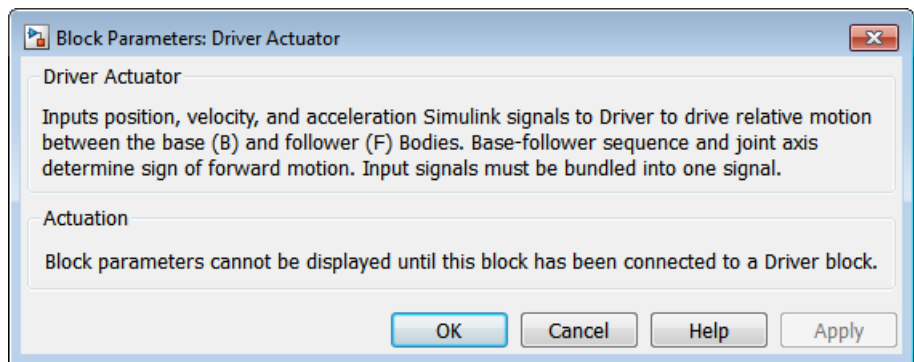 Block Parameters: Driver Actuator
Driver Actuator
Inputs position, velocity, and acceleration Simulink signals to Driver to drive relative motion
between the base (B) and follower (F) Bodies. Base-follower sequence and joint axis
determine sign of forward motion. Input signals must be bundled into one signal.
Actuation
Block parameters cannot be displayed until this block has been connected to a Driver block.
OK Cancel Help Apply